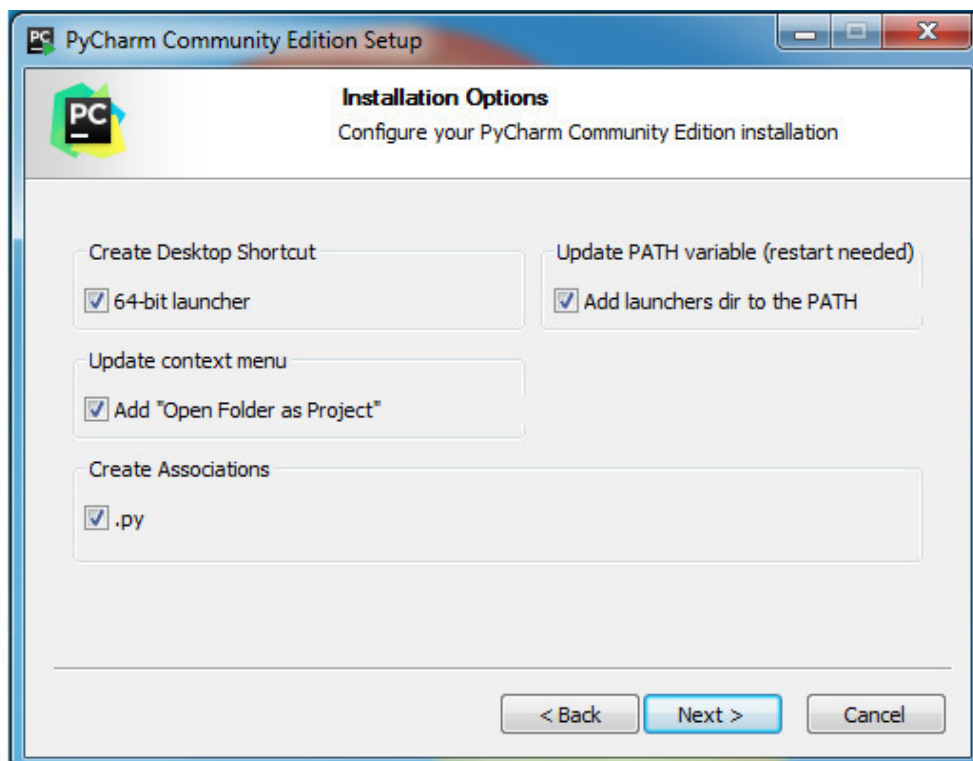 PC PyCharm Community Edition Setup
PC
Installation Options
Configure your PyCharm Community Edition installation
Create Desktop Shortcut
64-bit launcher
Update PATH variable (restart needed)
Add launchers dir to the PATH
Update context menu
Add "Open Folder as Project"
Create Associations
.py
< Back
Next >
Cancel